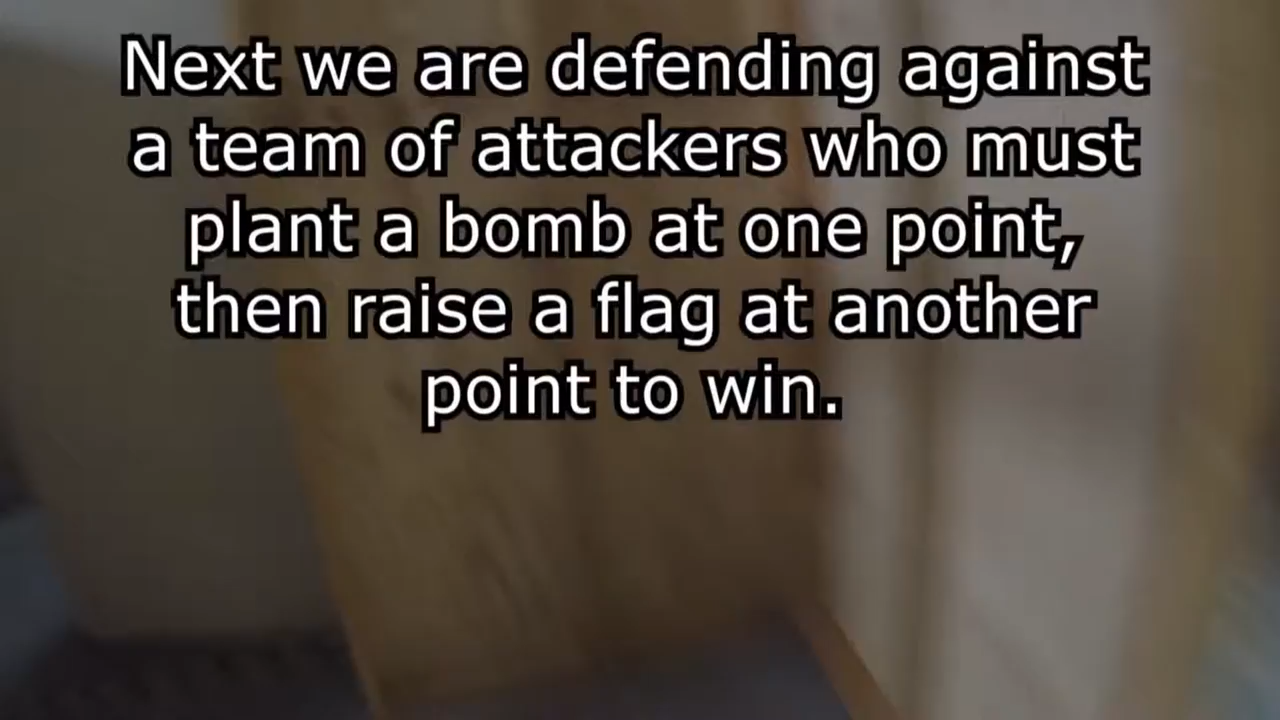 Next we are defending against
a team of attackers who must
plant a bomb at one point,
then raise a flag at another
point to win.